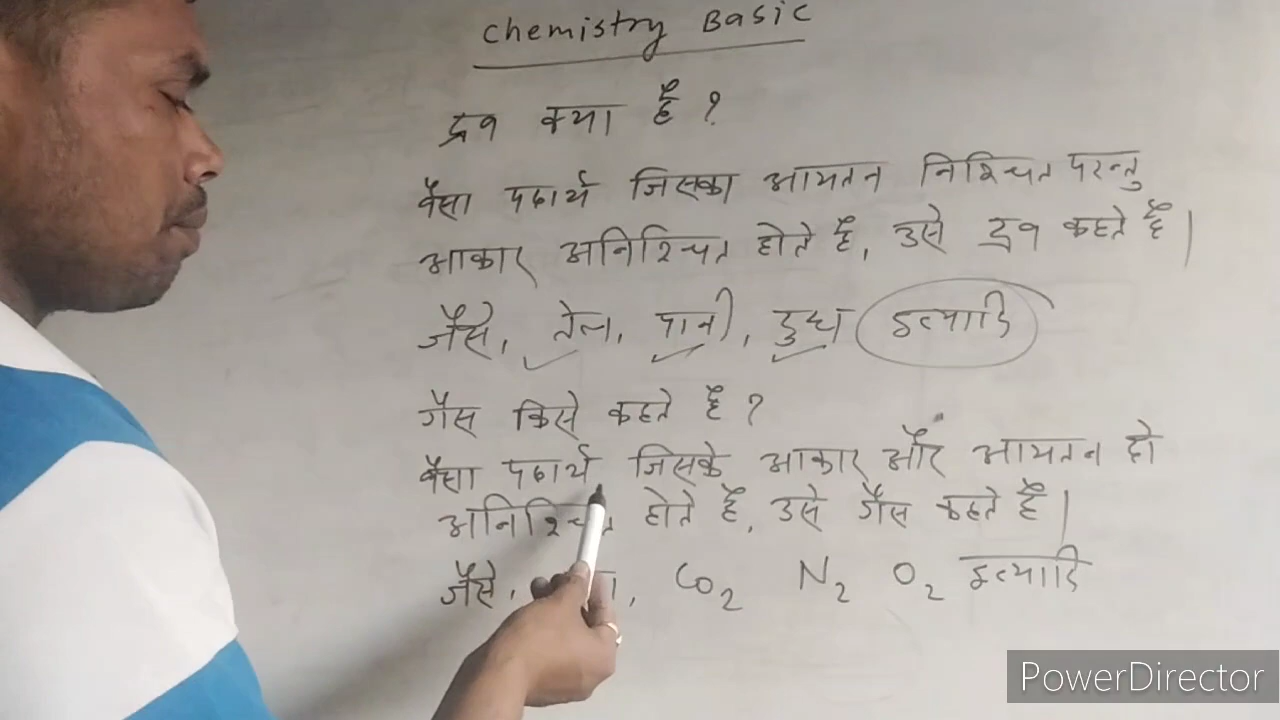 Chemistry Basic
द्रव क्या है ?
वैसा पदार्थ जिसका आयतन निश्चित परन्तु
आकार अनिश्चित होते है, उसे द्रव कहते है।
जैसे, तेल, पानी, दुध इत्यादि
गैस किसे कहते है ?
वैसा पदार्थ जिसके आकार और आयतन हो
अनिश्चित होते है, उसे गैस कहते है।
जैसे, CO2 N2 O2 इत्यादि
PowerDirector